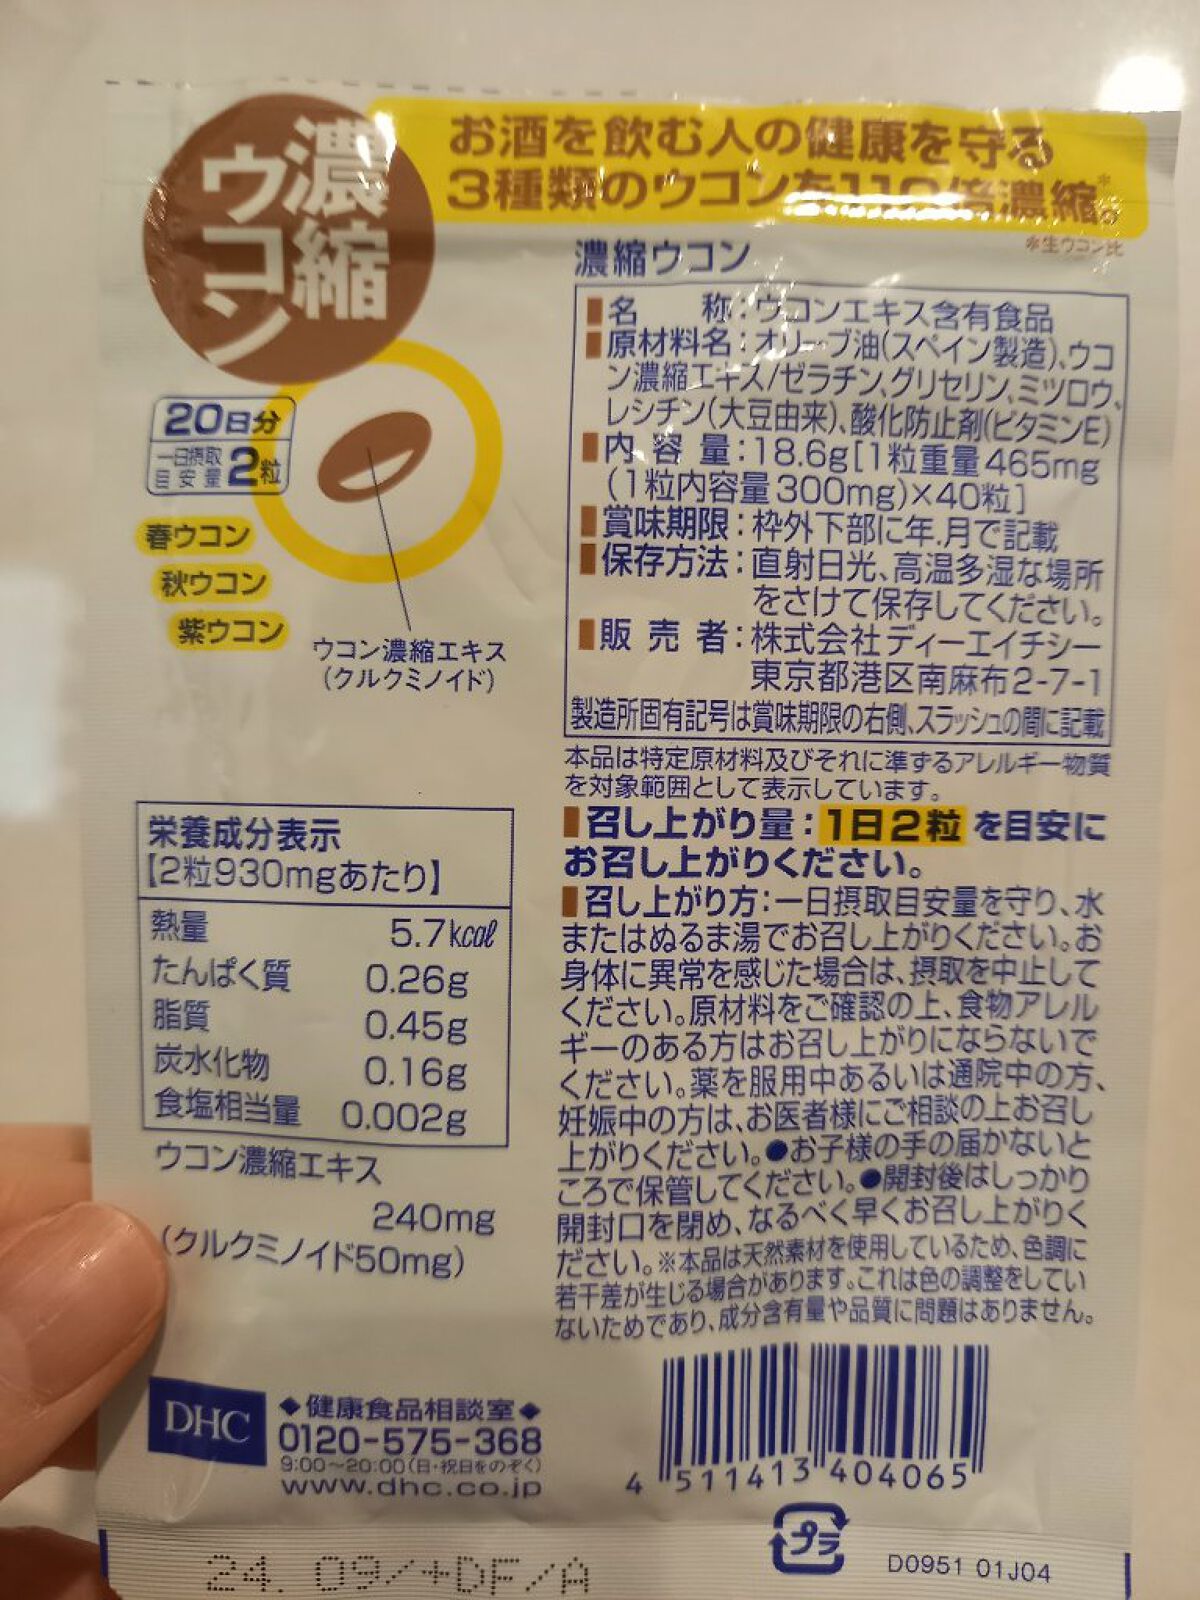 濃縮
ウコン
お酒を飲む人の健康を守る
3種類のウコンを110倍濃縮。*
*生ウコン比
20日分
一日摂取
目安量 2粒
春ウコン
秋ウコン
紫ウコン
ウコン濃縮エキス
(クルクミノイド)
濃縮ウコン
■名　　称:ウコンエキス含有食品
■原材料名:オリーブ油(スペイン製造)、ウコ
ン濃縮エキス/ゼラチン、グリセリン、ミツロウ、
レシチン(大豆由来)、酸化防止剤(ビタミンE)
■内 容 量:18.6g[1粒重量465mg
(1粒内容量300mg)×40粒]
■賞味期限:枠外下部に年.月で記載
■保存方法:直射日光、高温多湿な場所
をさけて保存してください。
■販 売 者:株式会社ディーエイチシー
東京都港区南麻布2-7-1
製造所固有記号は賞味期限の右側、スラッシュの間に記載
本品は特定原材料及びそれに準ずるアレルギー物質
を対象範囲として表示しています。
■召し上がり量:1日2粒を目安に
お召し上がりください。
■召し上がり方:一日摂取目安量を守り、水
またはぬるま湯でお召し上がりください。お
身体に異常を感じた場合は、摂取を中止して
ください。原材料をご確認の上、食物アレル
ギーのある方はお召し上がりにならないで
ください。薬を服用中あるいは通院中の方、
妊娠中の方は、お医者様にご相談の上お召し
上がりください。●お子様の手の届かないと
ころで保管してください。●開封後はしっかり
開封口を閉め、なるべく早くお召し上がりく
ださい。※本品は天然素材を使用しているため、色調に
若干差が生じる場合があります。これは色の調整をしてい
ないためであり、成分含有量や品質に問題はありません。
栄養成分表示
【2粒930mgあたり】
熱量 5.7kcal
たんぱく質 0.26g
脂質 0.45g
炭水化物 0.16g
食塩相当量 0.002g
ウコン濃縮エキス
240mg
(クルクミノイド50mg)
DHC
◆健康食品相談室◆
0120-575-368
9:00～20:00(日・祝日をのぞく)
www.dhc.co.jp
4 511413 404065
プラ
D0951 01J04
24. 09/+DF/A